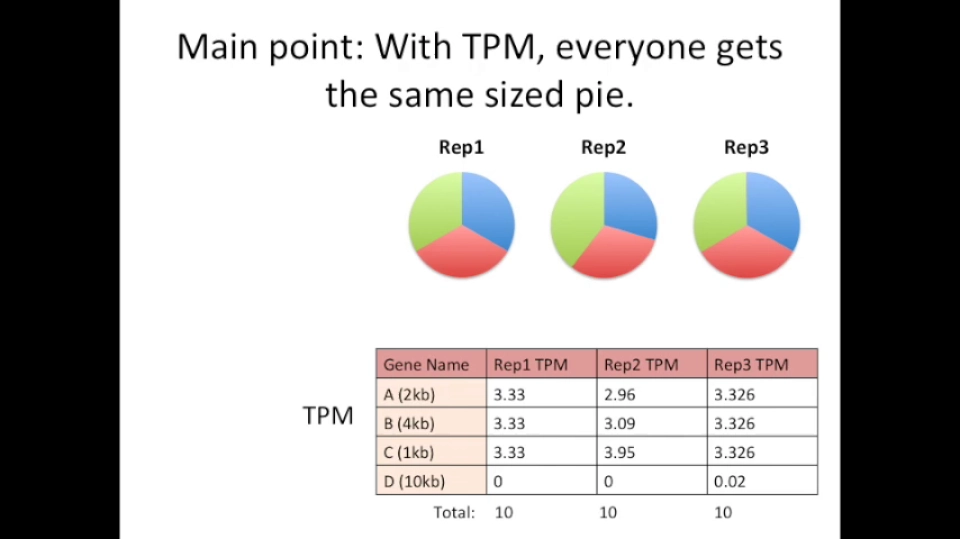 Main point: With TPM, everyone gets
the same sized pie.
Rep1 Rep2 Rep3
TPM
Gene Name Rep1 TPM Rep2 TPM Rep3 TPM
A (2kb) 3.33 2.96 3.326
B (4kb) 3.33 3.09 3.326
C (1kb) 3.33 3.95 3.326
D (10kb) 0 0 0.02
Total: 10 10 10